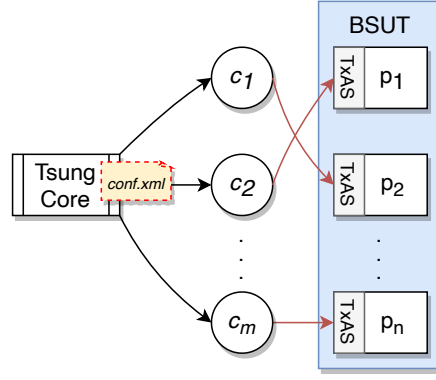 BSUT
c1
TxAS
p1
Tsung
Core
conf.xml
c2
TxAS
p2
. . .
. . .
cm
TxAS
pn